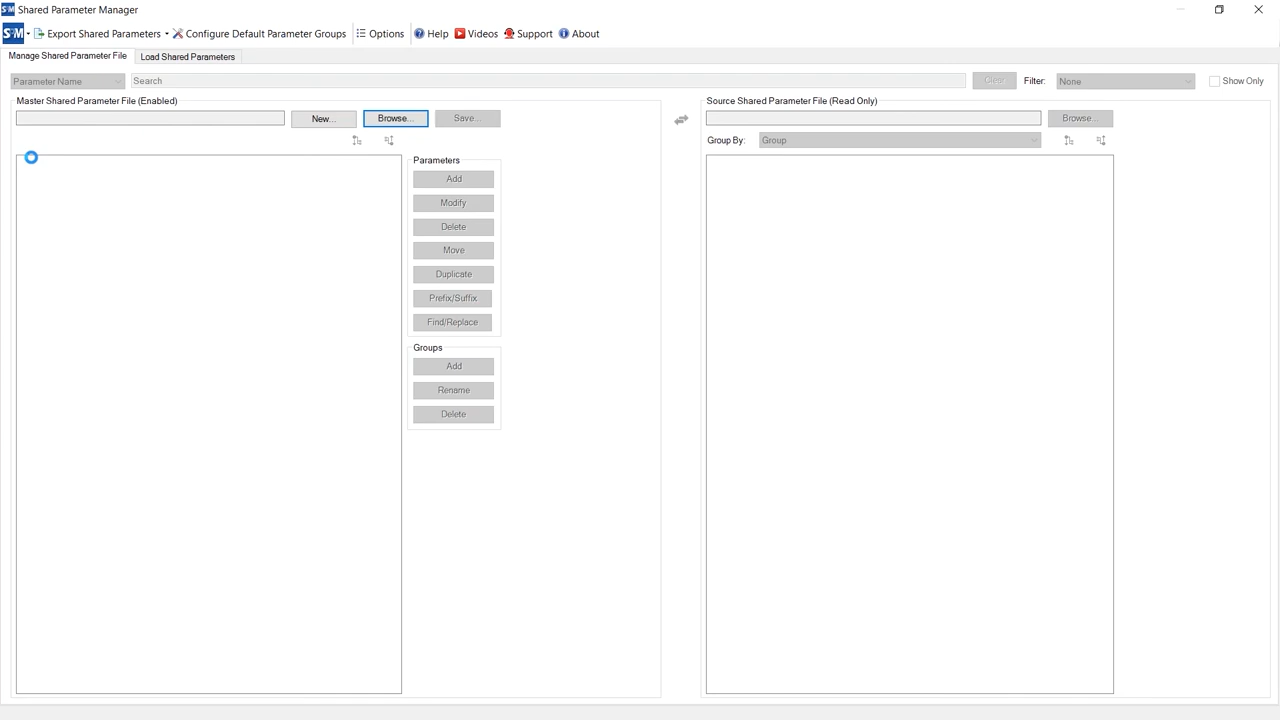 Shared Parameter Manager
SPM Export Shared Parameters Configure Default Parameter Groups Options Help Videos Support About
Manage Shared Parameter File Load Shared Parameters
Parameter Name Search Clear Filter: None Show Only
Master Shared Parameter File (Enabled)
New... Browse... Save...
Parameters
Add
Modify
Delete
Move
Duplicate
Prefix/Suffix
Find/Replace
Groups
Add
Rename
Delete
Source Shared Parameter File (Read Only)
Browse...
Group By: Group